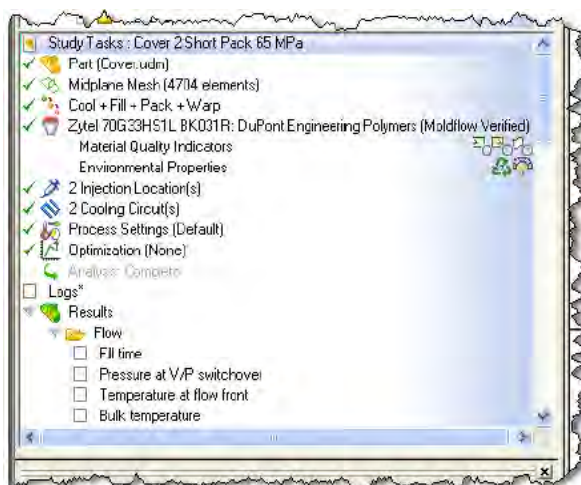 Study Tasks : Cover 2 Short Pack 65 MPa
Part (Cover.udn)
Midplane Mesh (4704 elements)
Cool + Fill + Pack + Warp
Zytel 70G33HS1L BK031R: DuPont Engineering Polymers (Moldflow Verified)
Material Quality Indicators
Environmental Properties
2 Injection Location(s)
2 Cooling Circuit(s)
Process Settings (Default)
Optimization (None)
Analysis Complete
Logs*
Results
Flow
Fill time
Pressure at V/P switchover
Temperature at flow front
Bulk temperature